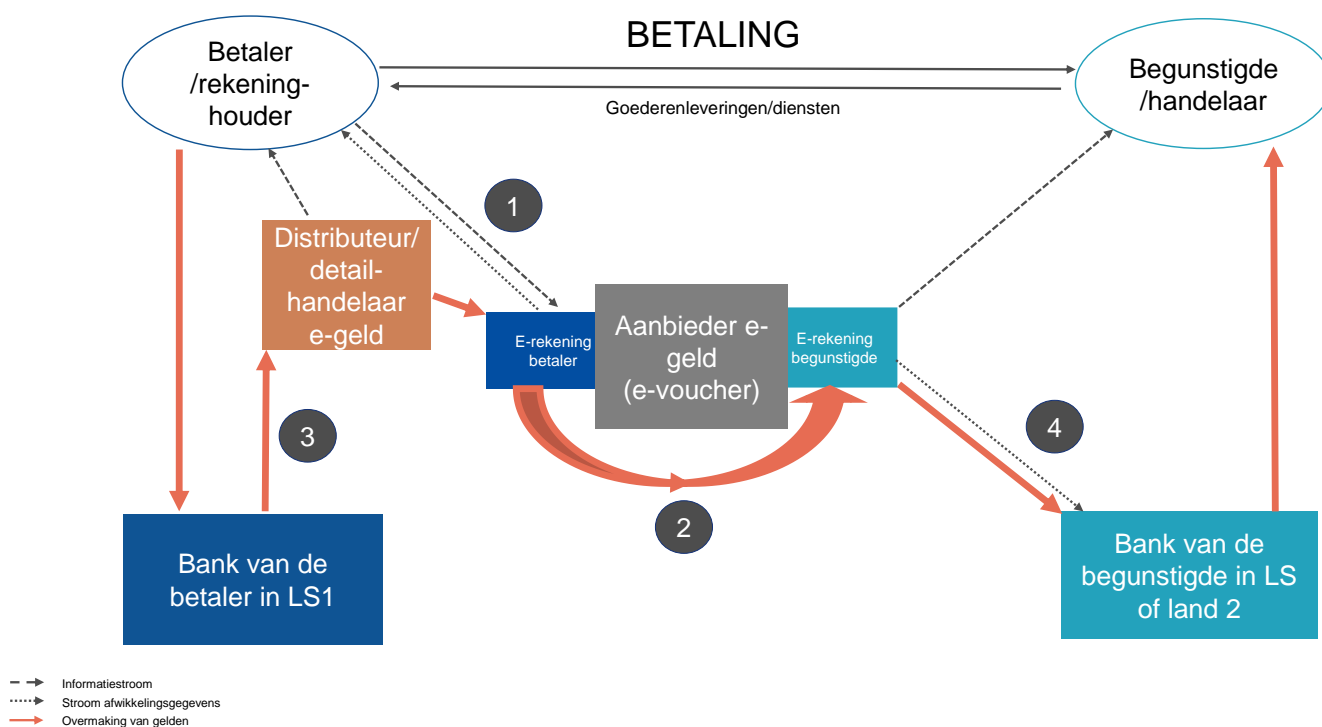 BETALING
Betaler
/rekening-
houder
Begunstigde
/handelaar
Goederenleveringen/diensten
1
Distributeur/
detail-
handelaar
e-geld
E-rekening
betaler
Aanbieder e-
geld
(e-voucher)
E-rekening
begunstigde
3
4
2
Bank van de
betaler in LS1
Bank van de
begunstigde in LS
of land 2
Informatiestroom
Stroom afwikkelingsgegevens
Overmaking van gelden